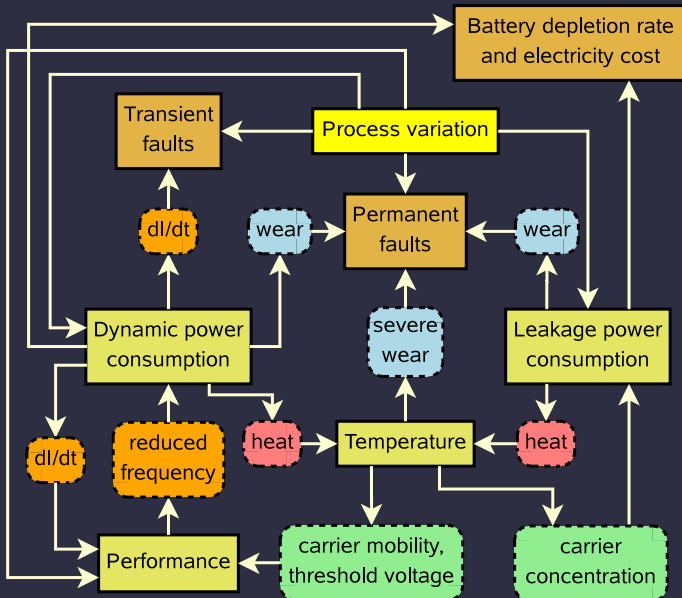 Battery depletion rate
and electricity cost
Transient
faults
Process variation
dI/dt
wear
Permanent
faults
wear
Dynamic power
consumption
severe
wear
Leakage power
consumption
dI/dt
reduced
frequency
heat
Temperature
heat
Performance
carrier mobility,
threshold voltage
carrier
concentration